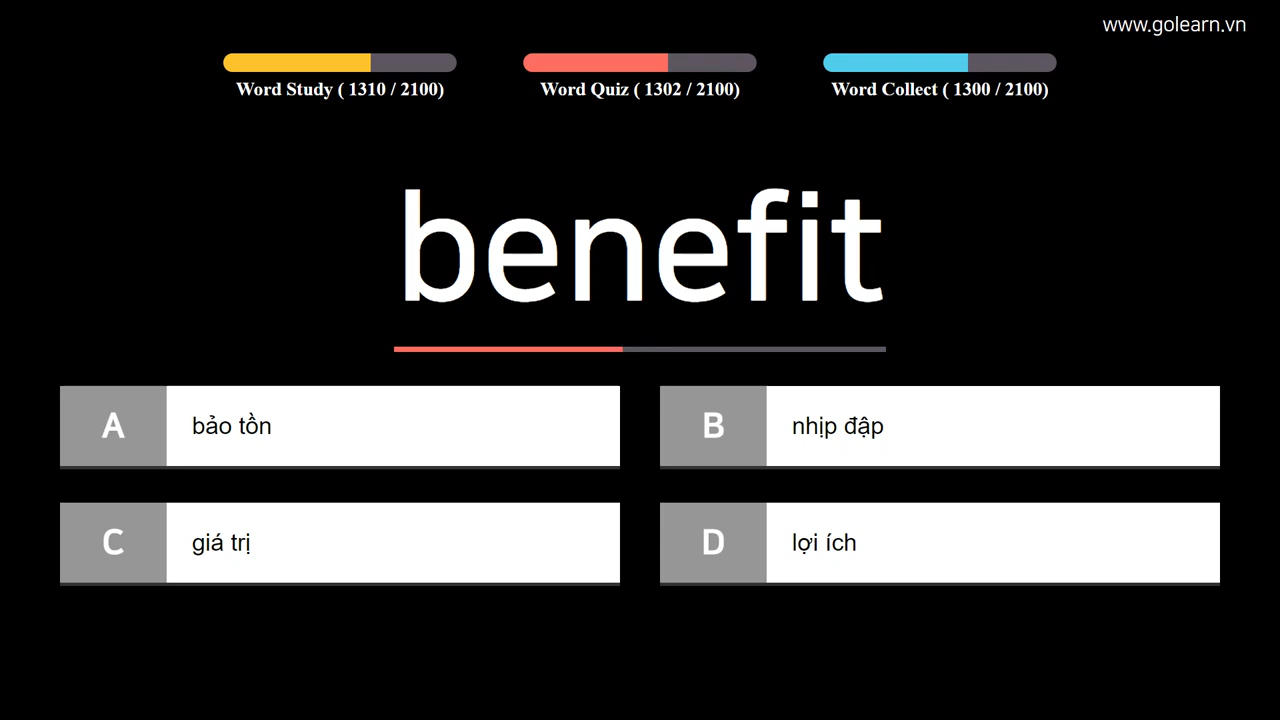 www.golearn.vn
Word Study ( 1310 / 2100)
Word Quiz ( 1302 / 2100)
Word Collect ( 1300 / 2100)
benefit
A
bảo tồn
B
nhịp đập
C
giá trị
D
lợi ích